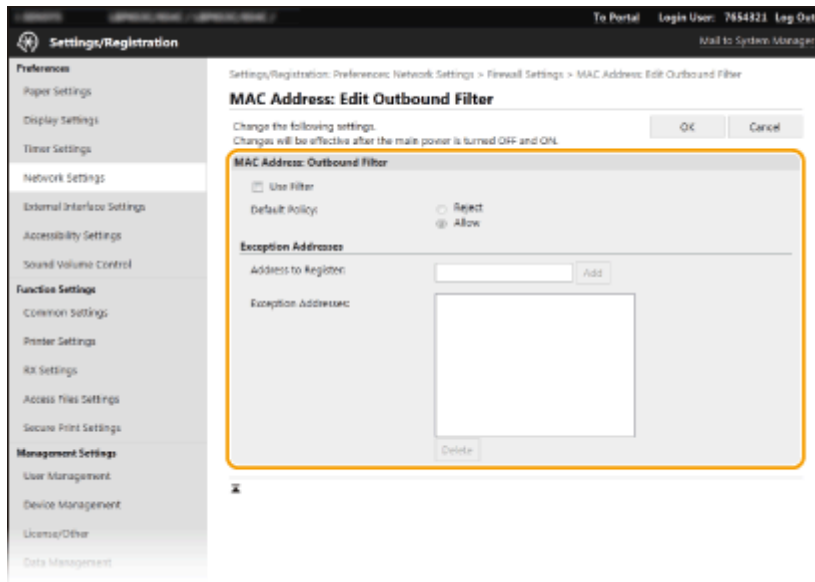 To Portal Login User: 7654321 Log Out
Settings/Registration
Mail to System Manager
Preferences
Paper Settings
Display Settings
Timer Settings
Network Settings
External Interface Settings
Accessibility Settings
Sound Volume Control
Function Settings
Common Settings
Printer Settings
RX Settings
Access Files Settings
Secure Print Settings
Management Settings
User Management
Device Management
License/Other
Data Management
Settings/Registration: Preferences: Network Settings > Firewall Settings > MAC Address: Edit Outbound Filter
MAC Address: Edit Outbound Filter
Change the following settings.
Changes will be effective after the main power is turned OFF and ON.
OK Cancel
MAC Address: Outbound Filter
Use Filter
Default Policy: Reject
Allow
Exception Addresses
Address to Register: Add
Exception Addresses:
Delete